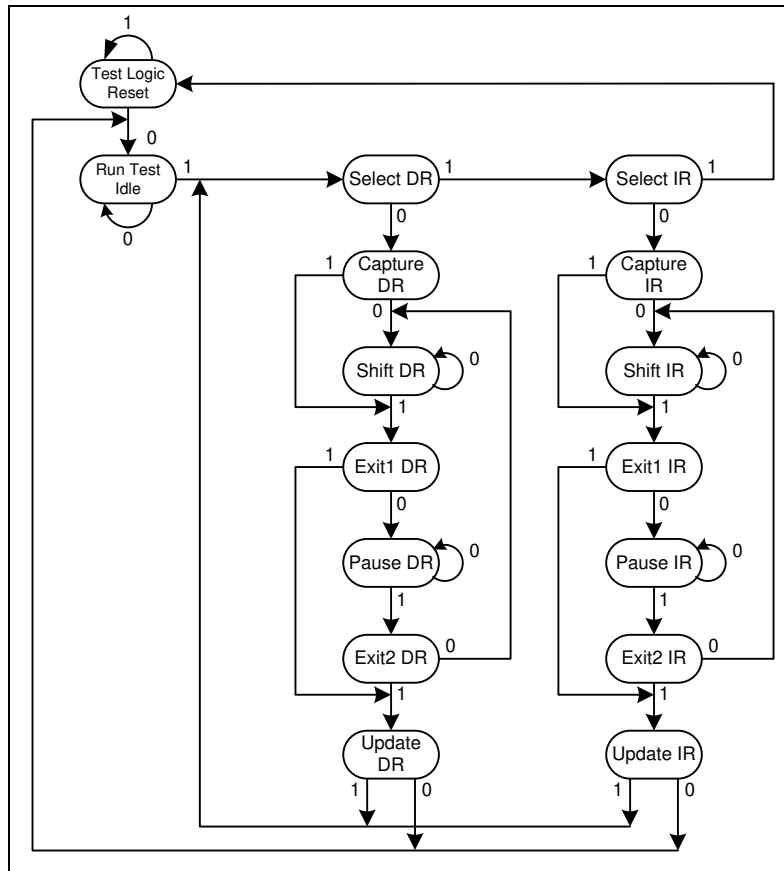 1
Test Logic
Reset
0
Run Test
Idle
1
0
Select DR
1
Select IR
1
0
0
1
Capture
DR
1
Capture
IR
0
0
Shift DR
0
Shift IR
0
1
1
1
Exit1 DR
1
Exit1 IR
0
0
Pause DR
0
Pause IR
0
1
1
Exit2 DR
0
Exit2 IR
0
1
1
Update
DR
Update IR
1
0
1
0